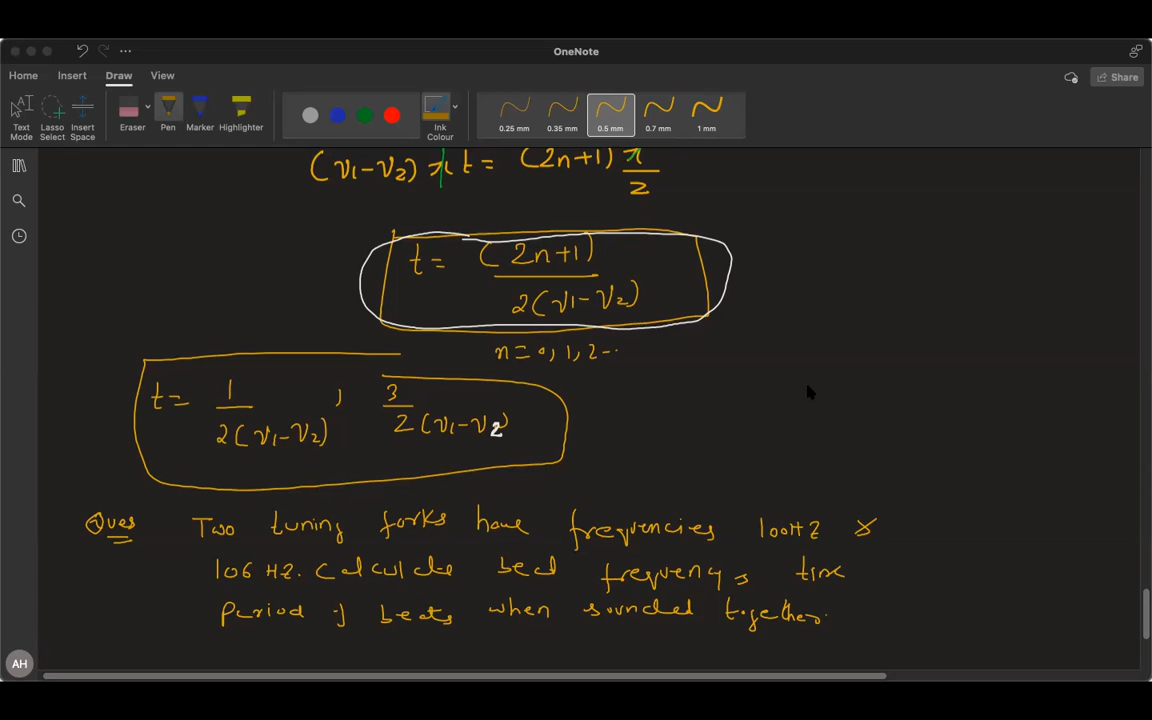 OneNote
Home Insert Draw View
Share
Text Mode Lasso Select Insert Space Eraser Pen Marker Highlighter Ink Colour 0.25 mm 0.35 mm 0.5 mm 0.7 mm 1 mm
(ν1-ν2) π t = (2n+1) π/2
t = (2n+1)/2(ν1-ν2)
n = 0, 1, 2 --
t = 1/2(ν1-ν2) , 3/2(ν1-ν2)
Ques Two tuning forks have frequencies 100HZ &
106 HZ. Calculate beat frequency, time
Period of beats when sounded together.
AH